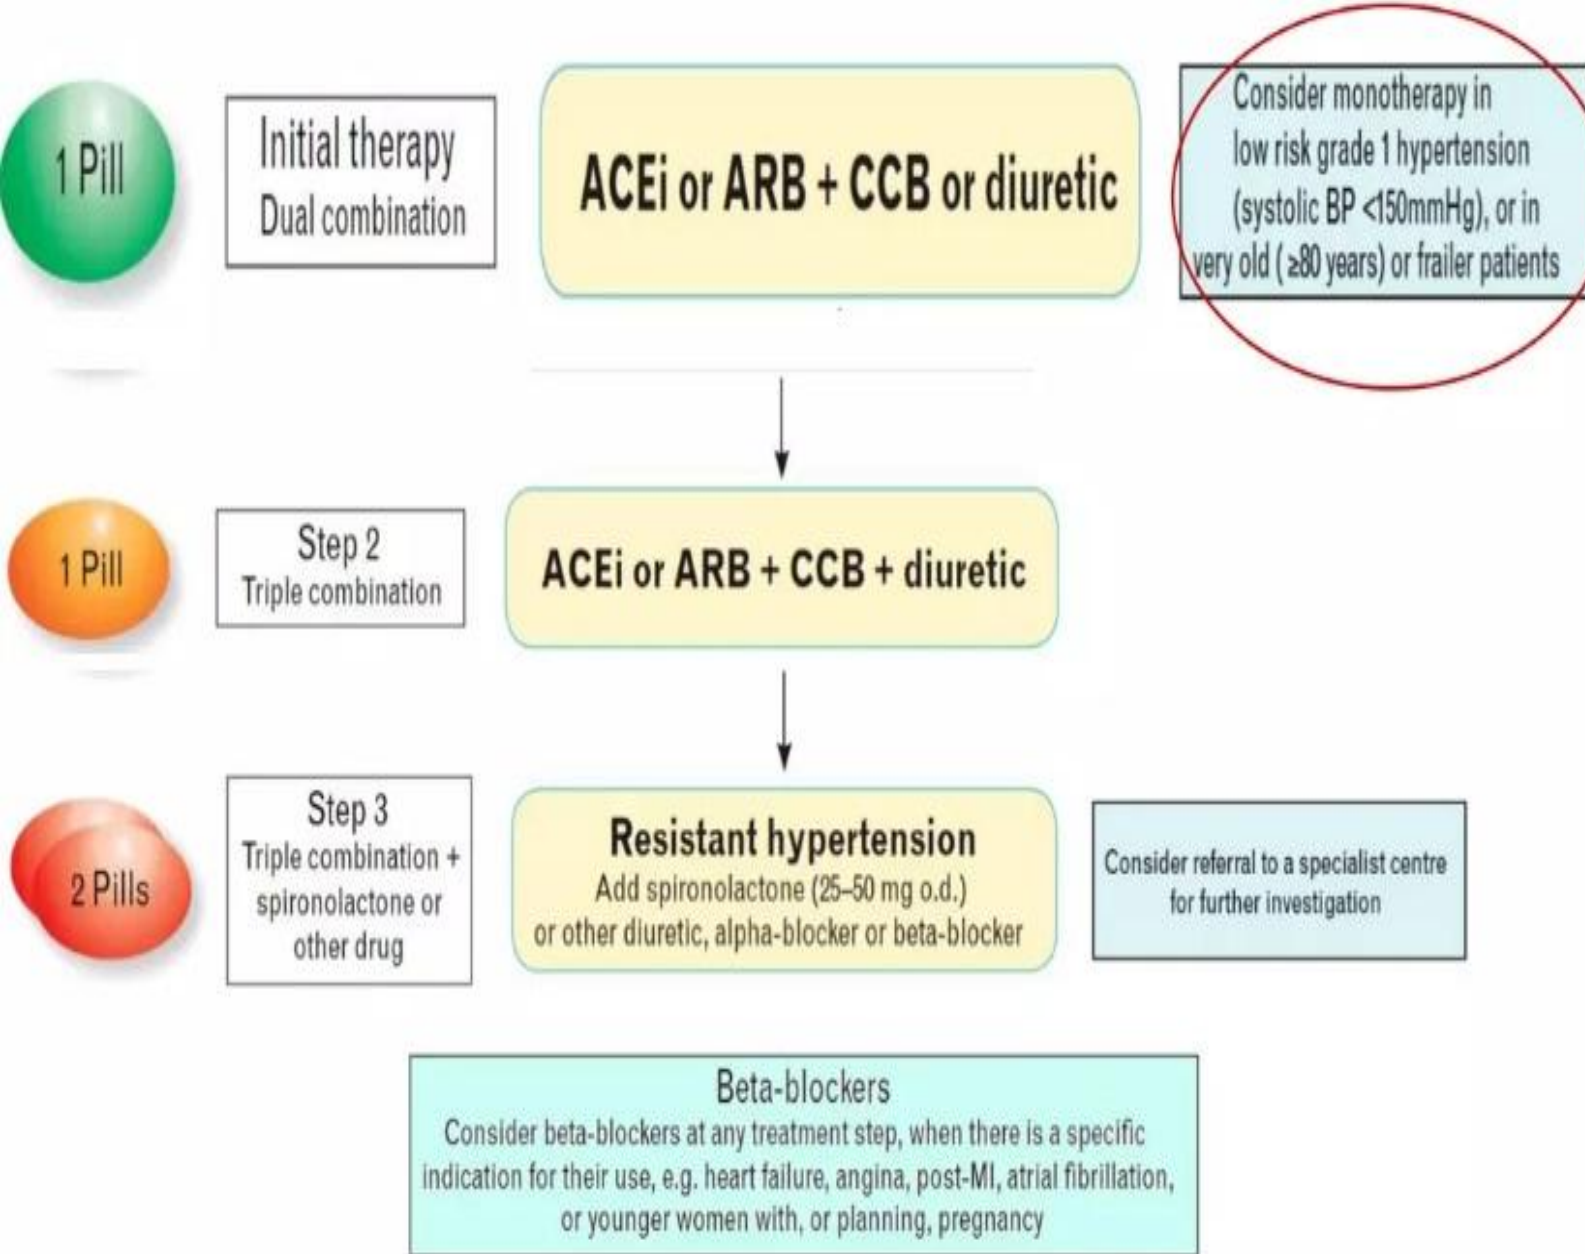 1 Pill
Initial therapy
Dual combination
ACEi or ARB + CCB or diuretic
Consider monotherapy in
low risk grade 1 hypertension
(systolic BP <150mmHg), or in
very old ( ≥80 years) or frailer patients
1 Pill
Step 2
Triple combination
ACEi or ARB + CCB + diuretic
2 Pills
Step 3
Triple combination +
spironolactone or
other drug
Resistant hypertension
Add spironolactone (25–50 mg o.d.)
or other diuretic, alpha-blocker or beta-blocker
Consider referral to a specialist centre
for further investigation
Beta-blockers
Consider beta-blockers at any treatment step, when there is a specific
indication for their use, e.g. heart failure, angina, post-MI, atrial fibrillation,
or younger women with, or planning, pregnancy